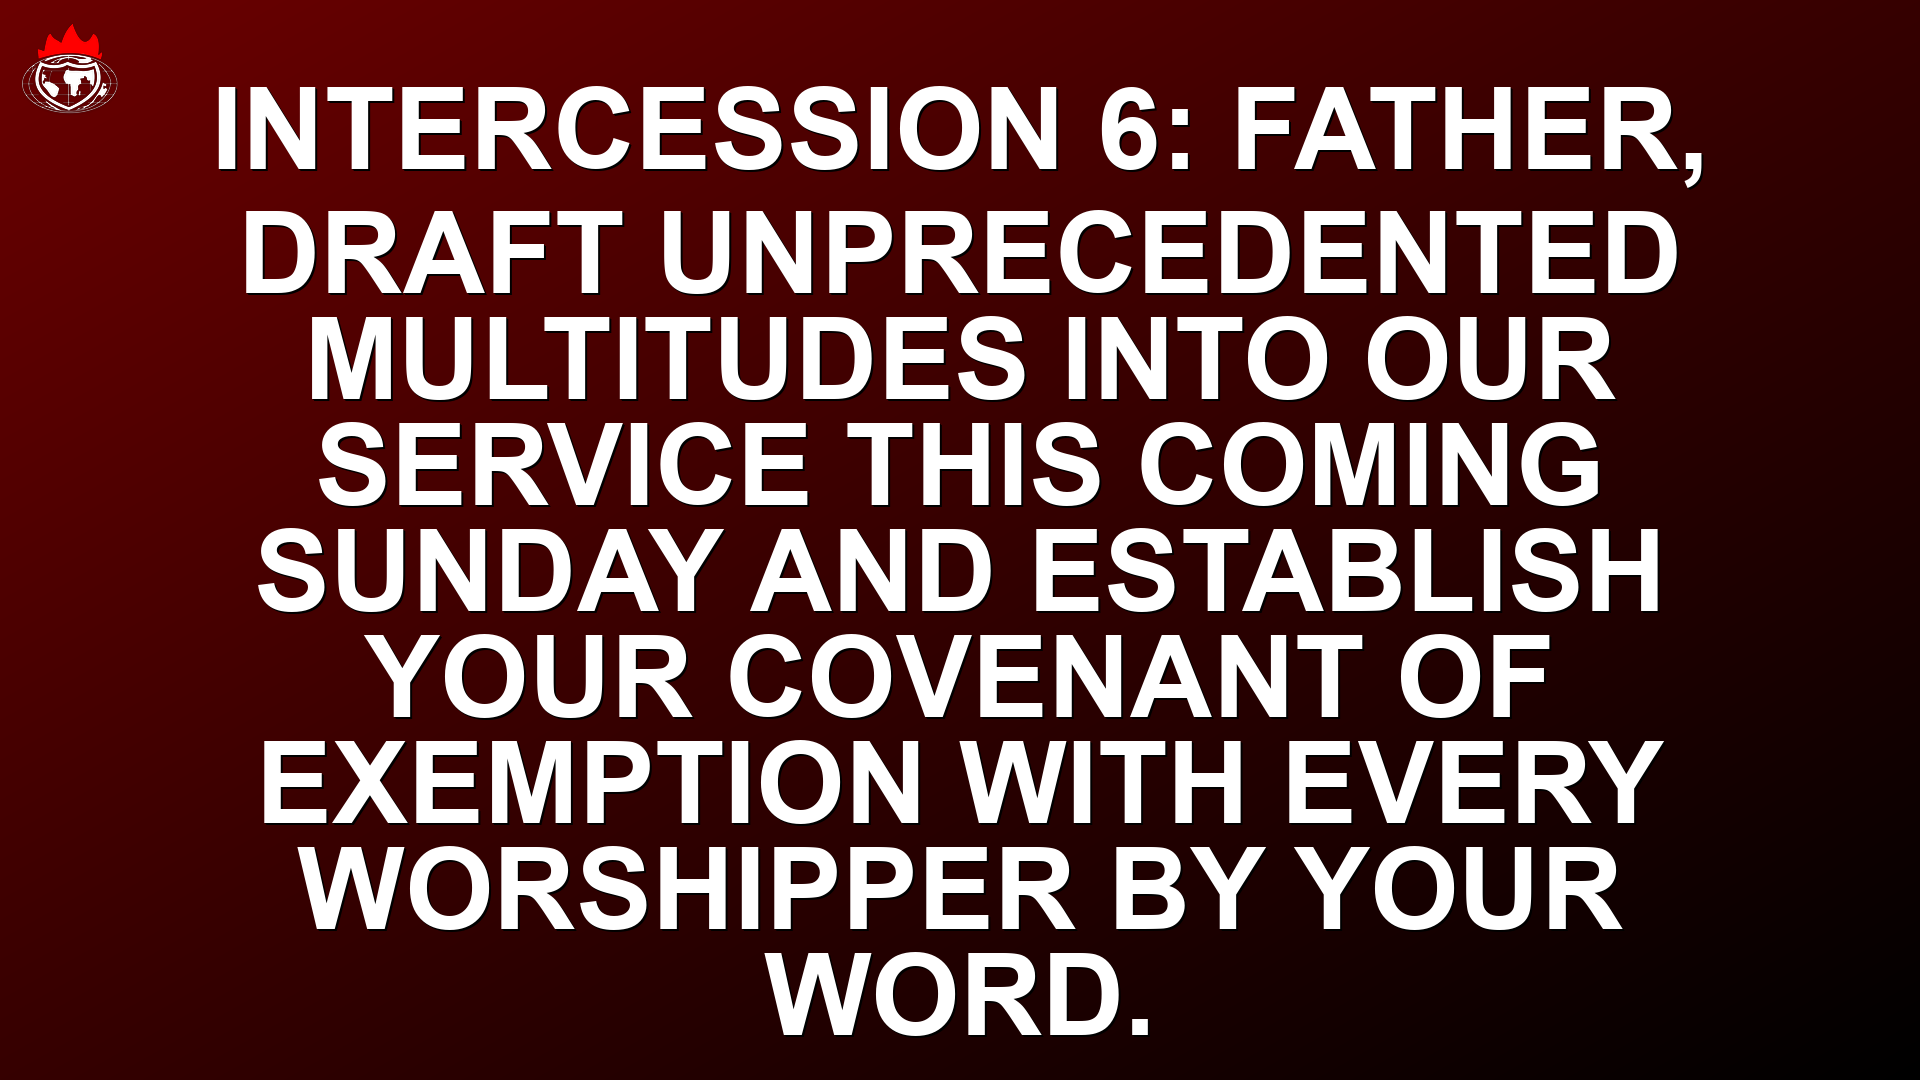 INTERCESSION 6: FATHER,
DRAFT UNPRECEDENTED
MULTITUDES INTO OUR
SERVICE THIS COMING
SUNDAY AND ESTABLISH
YOUR COVENANT OF
EXEMPTION WITH EVERY
WORSHIPPER BY YOUR
WORD.